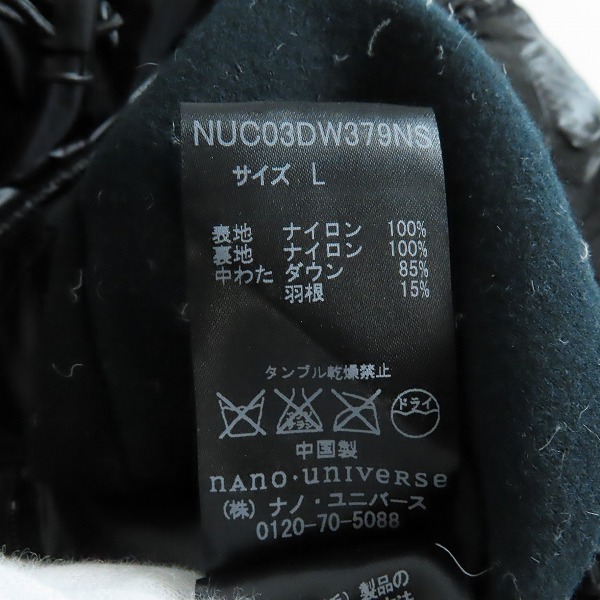 NUC03DW379NS
サイズ L
表地 ナイロン 100%
裏地 ナイロン 100%
中わた ダウン 85%
羽根 15%
タンブル乾燥禁止
ドライ
中国製
nano・universe
(株) ナノ・ユニバース
0120-70-5088
製品の